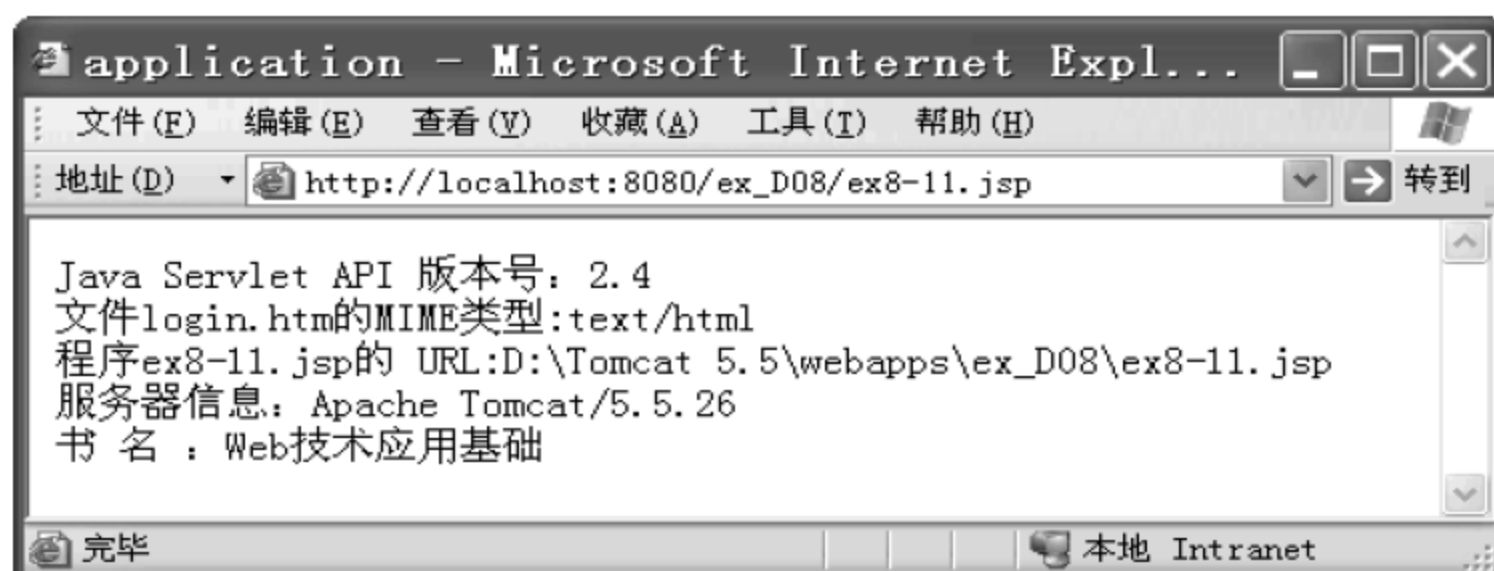 application - Microsoft Internet Expl...
文件(F) 编辑(E) 查看(V) 收藏(A) 工具(T) 帮助(H)
地址(D) http://localhost:8080/ex_D08/ex8-11.jsp 转到
Java Servlet API 版本号：2.4
文件login.htm的MIME类型:text/html
程序ex8-11.jsp的 URL:D:\Tomcat 5.5\webapps\ex_D08\ex8-11.jsp
服务器信息：Apache Tomcat/5.5.26
书 名 ：Web技术应用基础
完毕 本地 Intranet